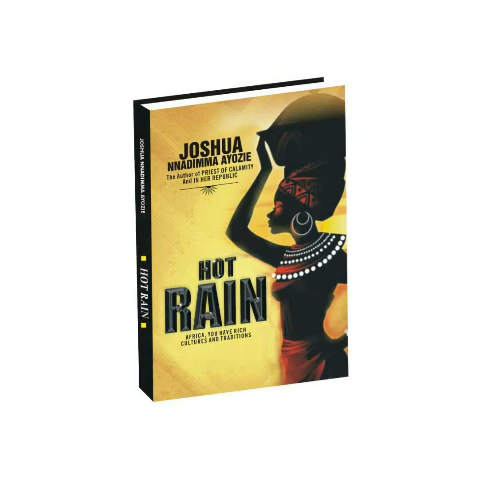 JOSHUA NNADIMMA AYOZIE
HOT RAIN
JOSHUA
NNADIMMA AYOZIE
The Author of PRIEST OF CALAMITY
And IN HER REPUBLIC
HOT
RAIN
AFRICA, YOU HAVE RICH
CULTURES AND TRADITIONS